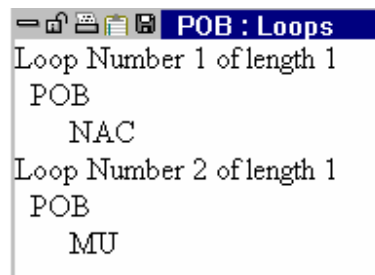 POB : Loops
Loop Number 1 of length 1
POB
NAC
Loop Number 2 of length 1
POB
MU